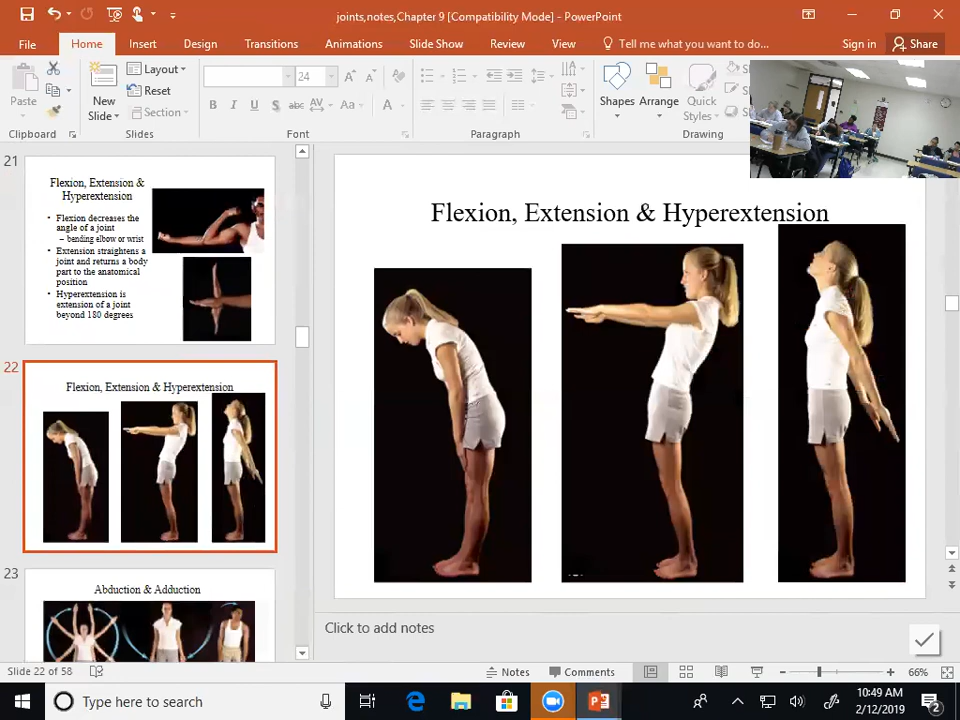 joints,notes,Chapter 9 [Compatibility Mode] - PowerPoint
File Home Insert Design Transitions Animations Slide Show Review View Tell me what you want to do... Sign in Share
Paste
New Slide
Layout
Reset
Section
24
B I U S abc AV Aa A
Shapes Arrange Quick Styles
Clipboard Slides Font Paragraph Drawing
21
Flexion, Extension &
Hyperextension
• Flexion decreases the
angle of a joint
– bending elbow or wrist
• Extension straightens a
joint and returns a body
part to the anatomical
position
• Hyperextension is
extension of a joint
beyond 180 degrees
22
Flexion, Extension & Hyperextension
23
Abduction & Adduction
Flexion, Extension & Hyperextension
Click to add notes
Slide 22 of 58 Notes Comments 66%
Type here to search
10:49 AM
2/12/2019
2